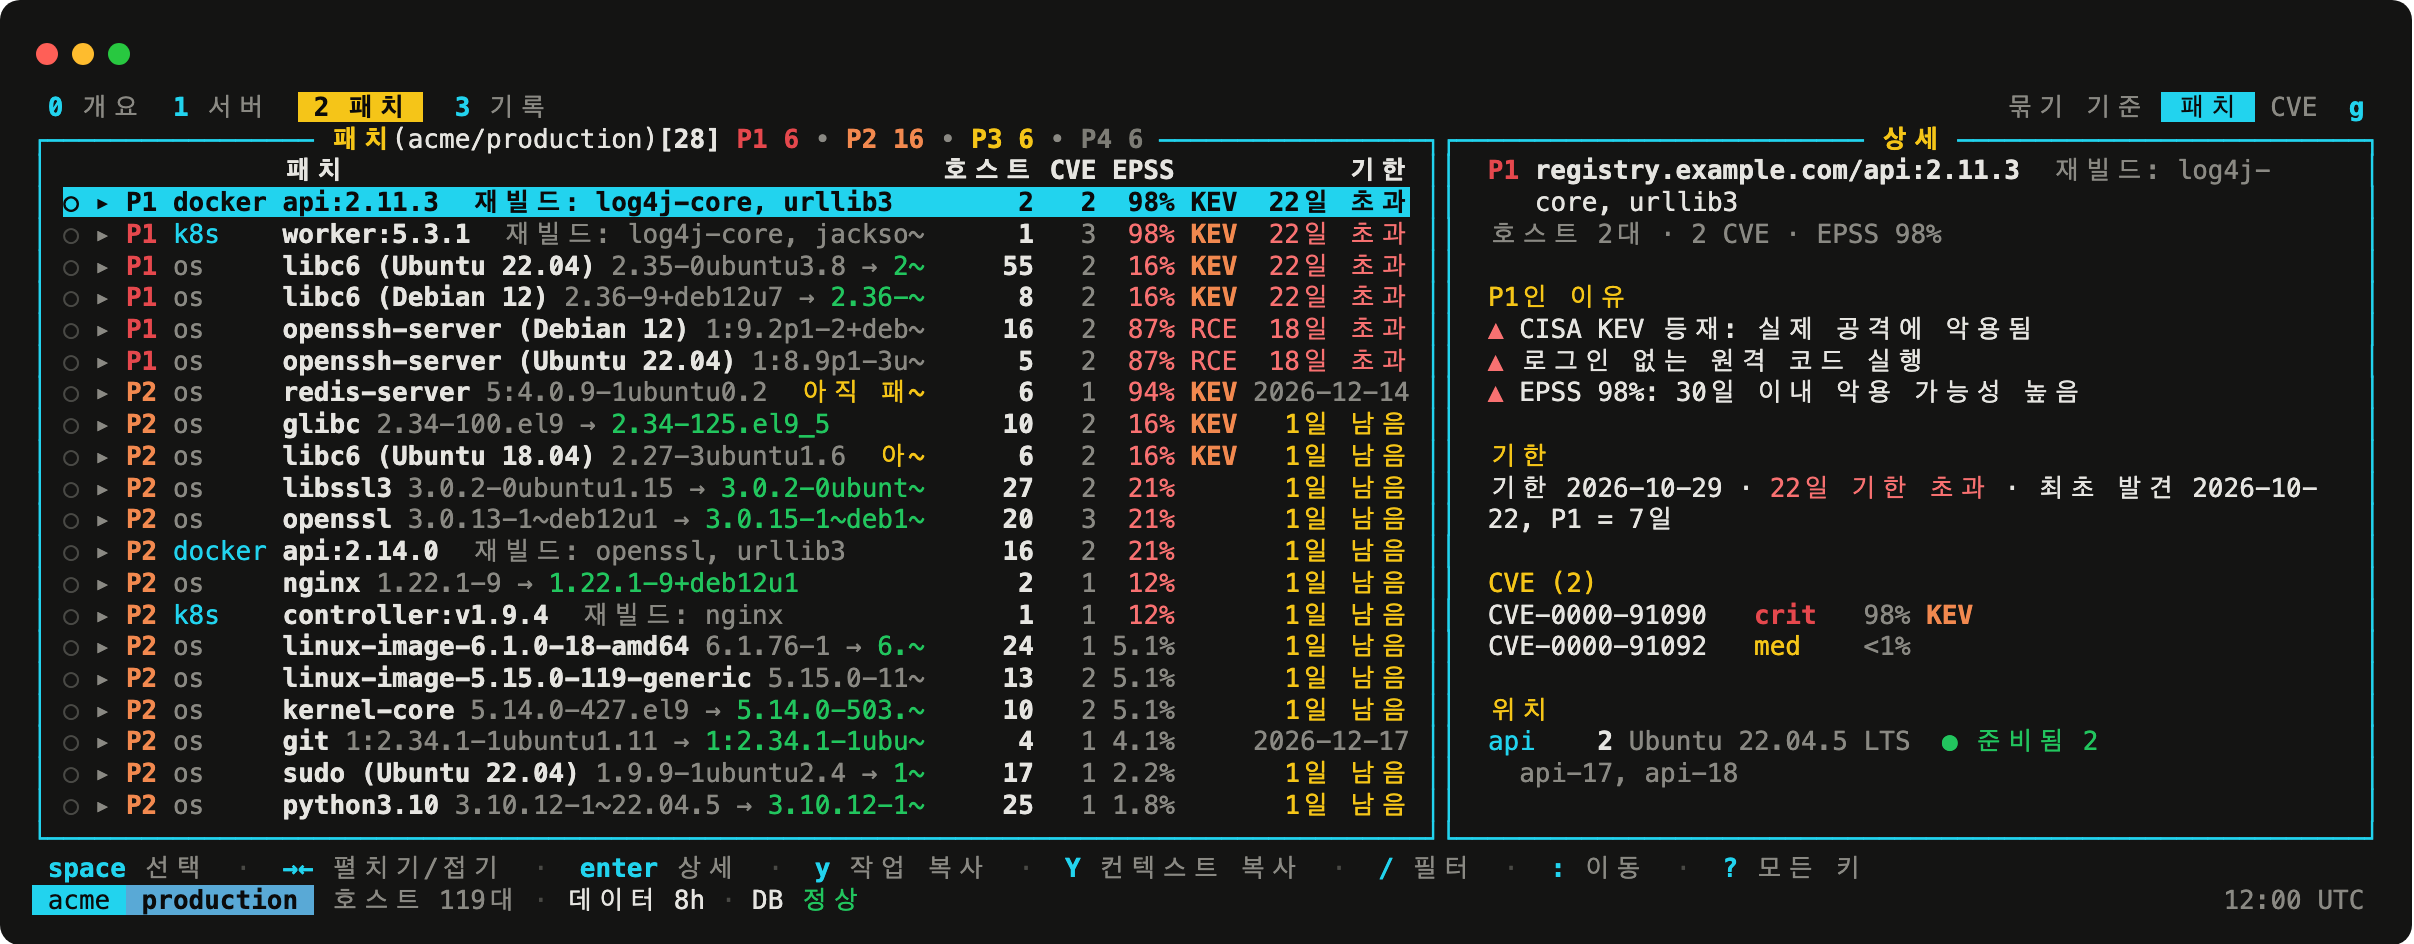 0 개요 1 서버 2 패치 3 기록 묶기 기준 패치 CVE g
패치(acme/production)[28] P1 6 • P2 16 • P3 6 • P4 6
패치 호스트 CVE EPSS 기한
○ ▸ P1 docker api:2.11.3 재빌드: log4j-core, urllib3 2 2 98% KEV 22일 초과
○ ▸ P1 k8s worker:5.3.1 재빌드: log4j-core, jackso~ 1 3 98% KEV 22일 초과
○ ▸ P1 os libc6 (Ubuntu 22.04) 2.35-0ubuntu3.8 → 2~ 55 2 16% KEV 22일 초과
○ ▸ P1 os libc6 (Debian 12) 2.36-9+deb12u7 → 2.36-~ 8 2 16% KEV 22일 초과
○ ▸ P1 os openssh-server (Debian 12) 1:9.2p1-2+deb~ 16 2 87% RCE 18일 초과
○ ▸ P1 os openssh-server (Ubuntu 22.04) 1:8.9p1-3u~ 5 2 87% RCE 18일 초과
○ ▸ P2 os redis-server 5:4.0.9-1ubuntu0.2 아직 패~ 6 1 94% KEV 2026-12-14
○ ▸ P2 os glibc 2.34-100.el9 → 2.34-125.el9_5 10 2 16% KEV 1일 남음
○ ▸ P2 os libc6 (Ubuntu 18.04) 2.27-3ubuntu1.6 아~ 6 2 16% KEV 1일 남음
○ ▸ P2 os libssl3 3.0.2-0ubuntu1.15 → 3.0.2-0ubunt~ 27 2 21% 1일 남음
○ ▸ P2 os openssl 3.0.13-1~deb12u1 → 3.0.15-1~deb1~ 20 3 21% 1일 남음
○ ▸ P2 docker api:2.14.0 재빌드: openssl, urllib3 16 2 21% 1일 남음
○ ▸ P2 os nginx 1.22.1-9 → 1.22.1-9+deb12u1 2 1 12% 1일 남음
○ ▸ P2 k8s controller:v1.9.4 재빌드: nginx 1 1 12% 1일 남음
○ ▸ P2 os linux-image-6.1.0-18-amd64 6.1.76-1 → 6.~ 24 1 5.1% 1일 남음
○ ▸ P2 os linux-image-5.15.0-119-generic 5.15.0-11~ 13 2 5.1% 1일 남음
○ ▸ P2 os kernel-core 5.14.0-427.el9 → 5.14.0-503.~ 10 2 5.1% 1일 남음
○ ▸ P2 os git 1:2.34.1-1ubuntu1.11 → 1:2.34.1-1ubu~ 4 1 4.1% 2026-12-17
○ ▸ P2 os sudo (Ubuntu 22.04) 1.9.9-1ubuntu2.4 → 1~ 17 1 2.2% 1일 남음
○ ▸ P2 os python3.10 3.10.12-1~22.04.5 → 3.10.12-1~ 25 1 1.8% 1일 남음
상세
P1 registry.example.com/api:2.11.3 재빌드: log4j-
core, urllib3
호스트 2대 · 2 CVE · EPSS 98%
P1인 이유
▲ CISA KEV 등재: 실제 공격에 악용됨
▲ 로그인 없는 원격 코드 실행
▲ EPSS 98%: 30일 이내 악용 가능성 높음
기한
기한 2026-10-29 · 22일 기한 초과 · 최초 발견 2026-10-
22, P1 = 7일
CVE (2)
CVE-0000-91090 crit 98% KEV
CVE-0000-91092 med <1%
위치
api 2 Ubuntu 22.04.5 LTS ● 준비됨 2
api-17, api-18
space 선택 · →← 펼치기/접기 · enter 상세 · y 작업 복사 · Y 컨텍스트 복사 · / 필터 · : 이동 · ? 모든 키
acme production 호스트 119대 · 데이터 8h · DB 정상 12:00 UTC